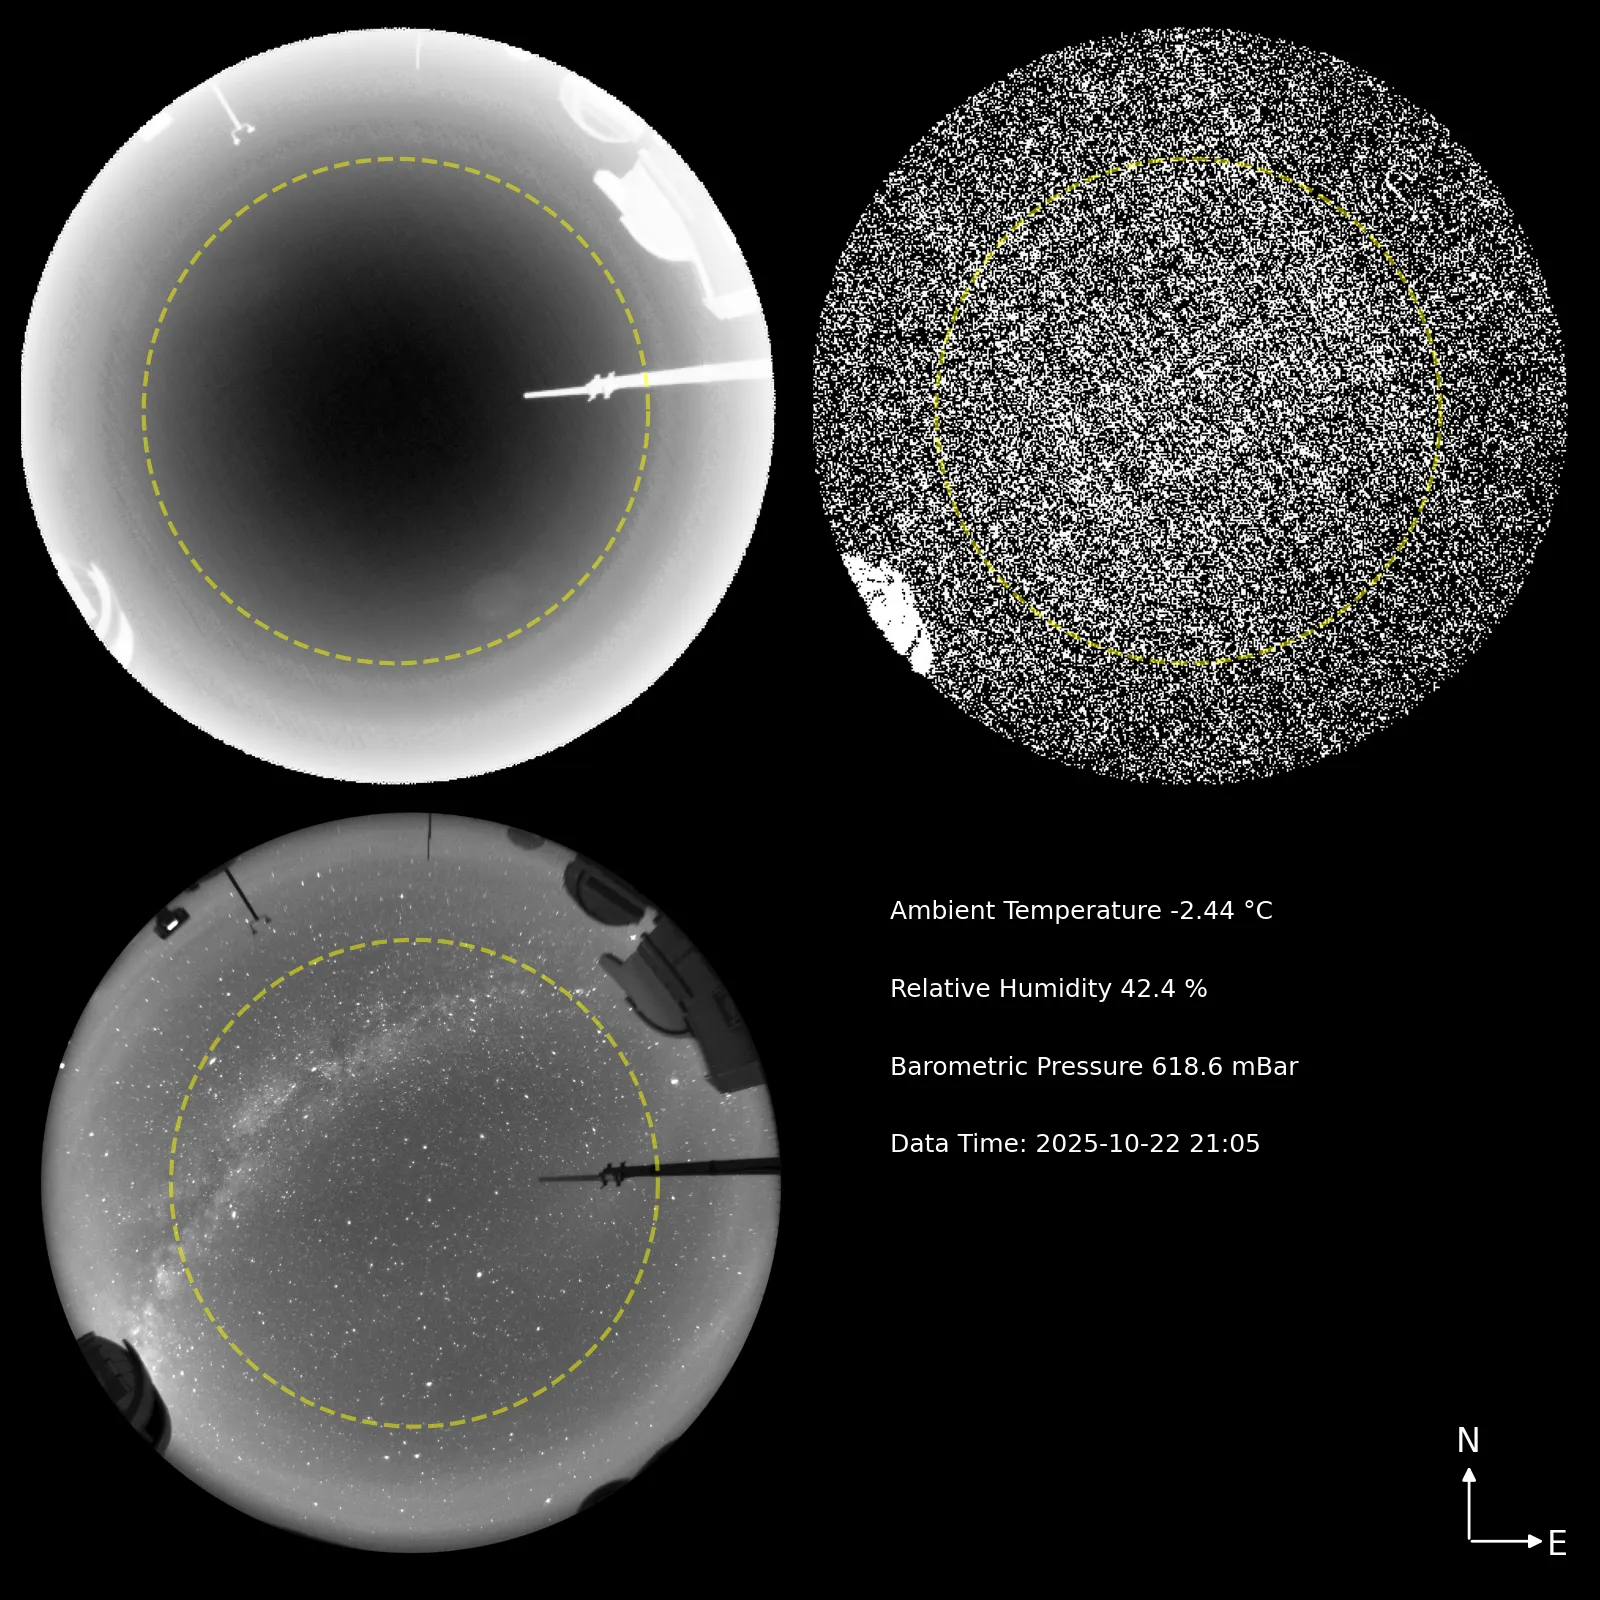 Ambient Temperature -2.44 °C
Relative Humidity 42.4 %
Barometric Pressure 618.6 mBar
Data Time: 2025-10-22 21:05
N
E